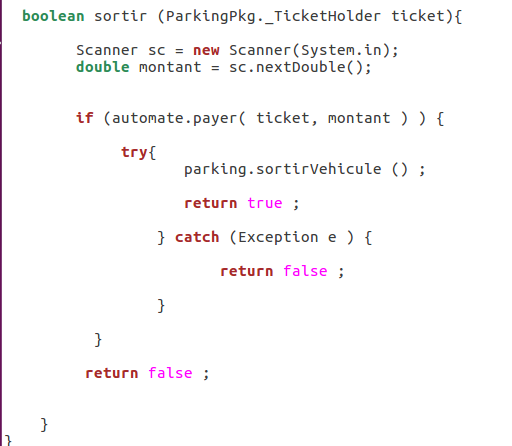 boolean sortir (ParkingPkg._TicketHolder ticket){
Scanner sc = new Scanner(System.in);
double montant = sc.nextDouble();
if (automate.payer( ticket, montant ) ) {
try{
parking.sortirVehicule () ;
return true ;
} catch (Exception e ) {
return false ;
}
}
return false ;
}
}